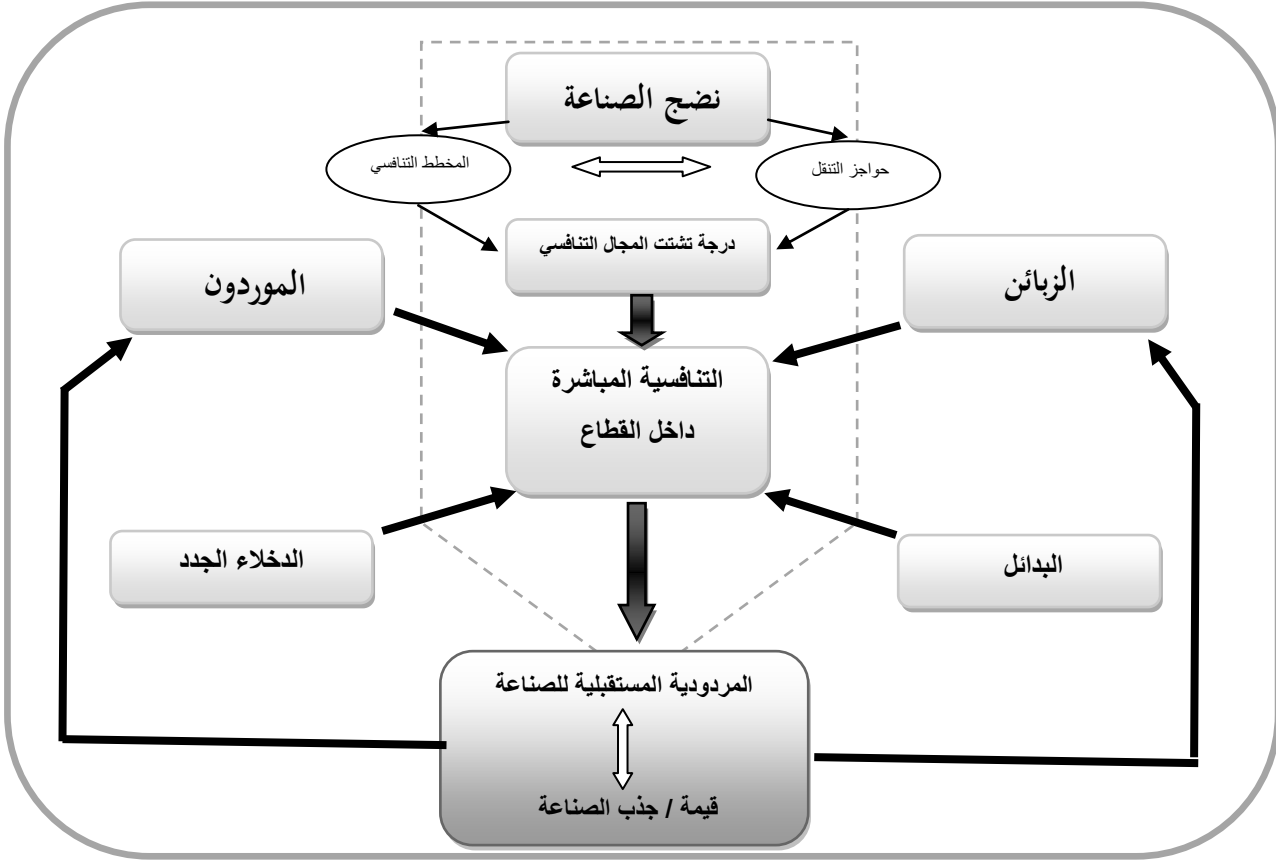 نضج الصناعة
حواجز التنقل
المخطط التنافسي
درجة تشتت المجال التنافسي
الزبائن
الموردون
التنافسية المباشرة
داخل القطاع
البدائل
الدخلاء الجدد
المردودية المستقبلية للصناعة
قيمة / جذب الصناعة